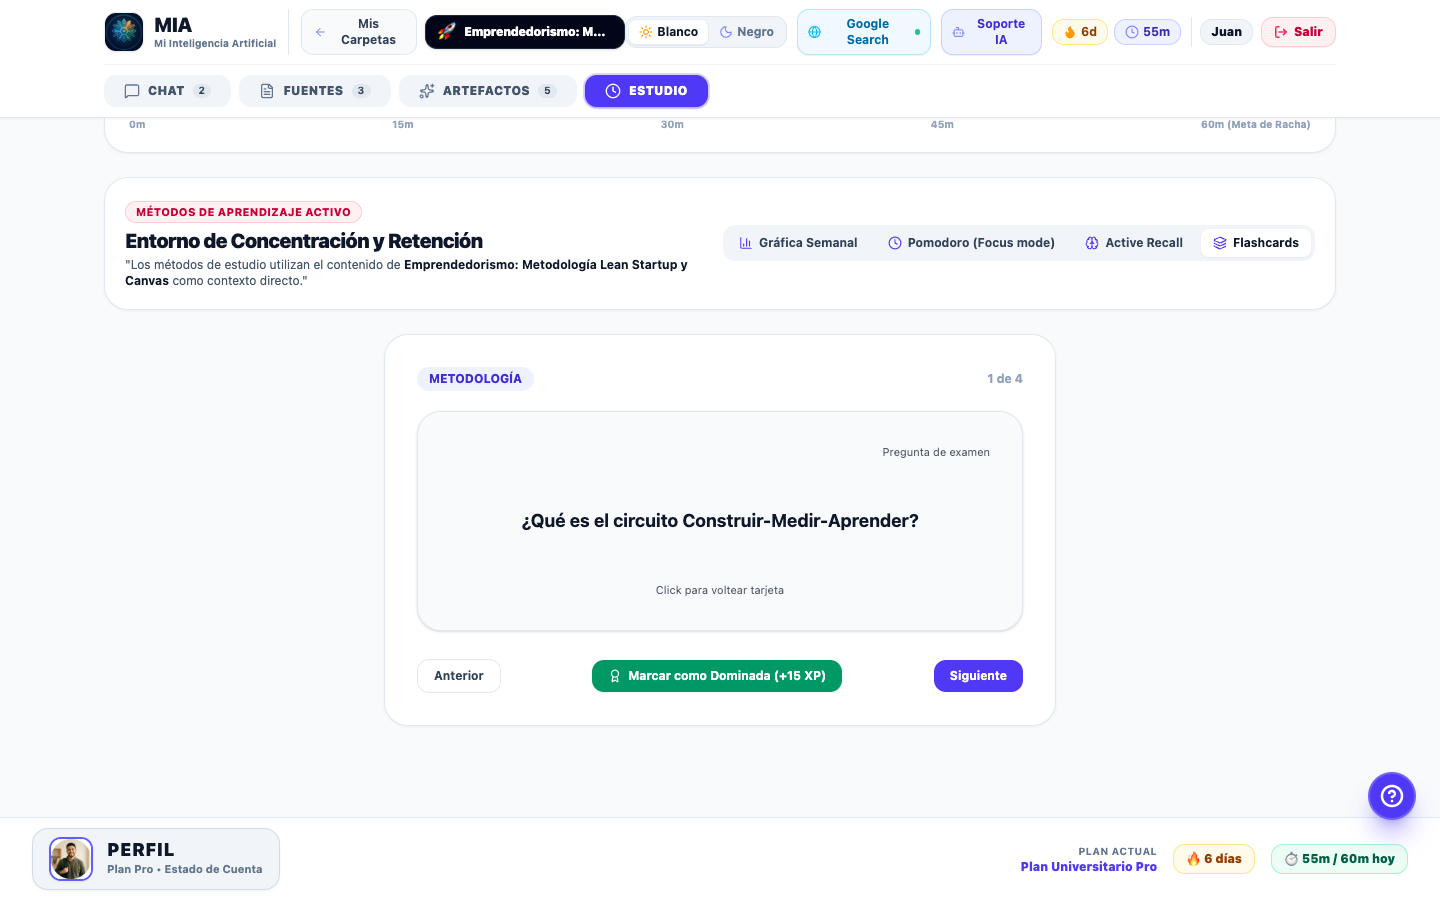 MIA
Mi Inteligencia Artificial
Mis Carpetas
Emprendedorismo: M...
Blanco
Negro
Google Search
Soporte IA
6d
55m
Juan
Salir
CHAT 2
FUENTES 3
ARTEFACTOS 5
ESTUDIO
0m 15m 30m 45m 60m (Meta de Racha)
MÉTODOS DE APRENDIZAJE ACTIVO
Entorno de Concentración y Retención
"Los métodos de estudio utilizan el contenido de Emprendedorismo: Metodología Lean Startup y
Canvas como contexto directo."
Gráfica Semanal
Pomodoro (Focus mode)
Active Recall
Flashcards
METODOLOGÍA
1 de 4
Pregunta de examen
¿Qué es el circuito Construir-Medir-Aprender?
Click para voltear tarjeta
Anterior
Marcar como Dominada (+15 XP)
Siguiente
PERFIL
Plan Pro • Estado de Cuenta
PLAN ACTUAL
Plan Universitario Pro
6 días
55m / 60m hoy